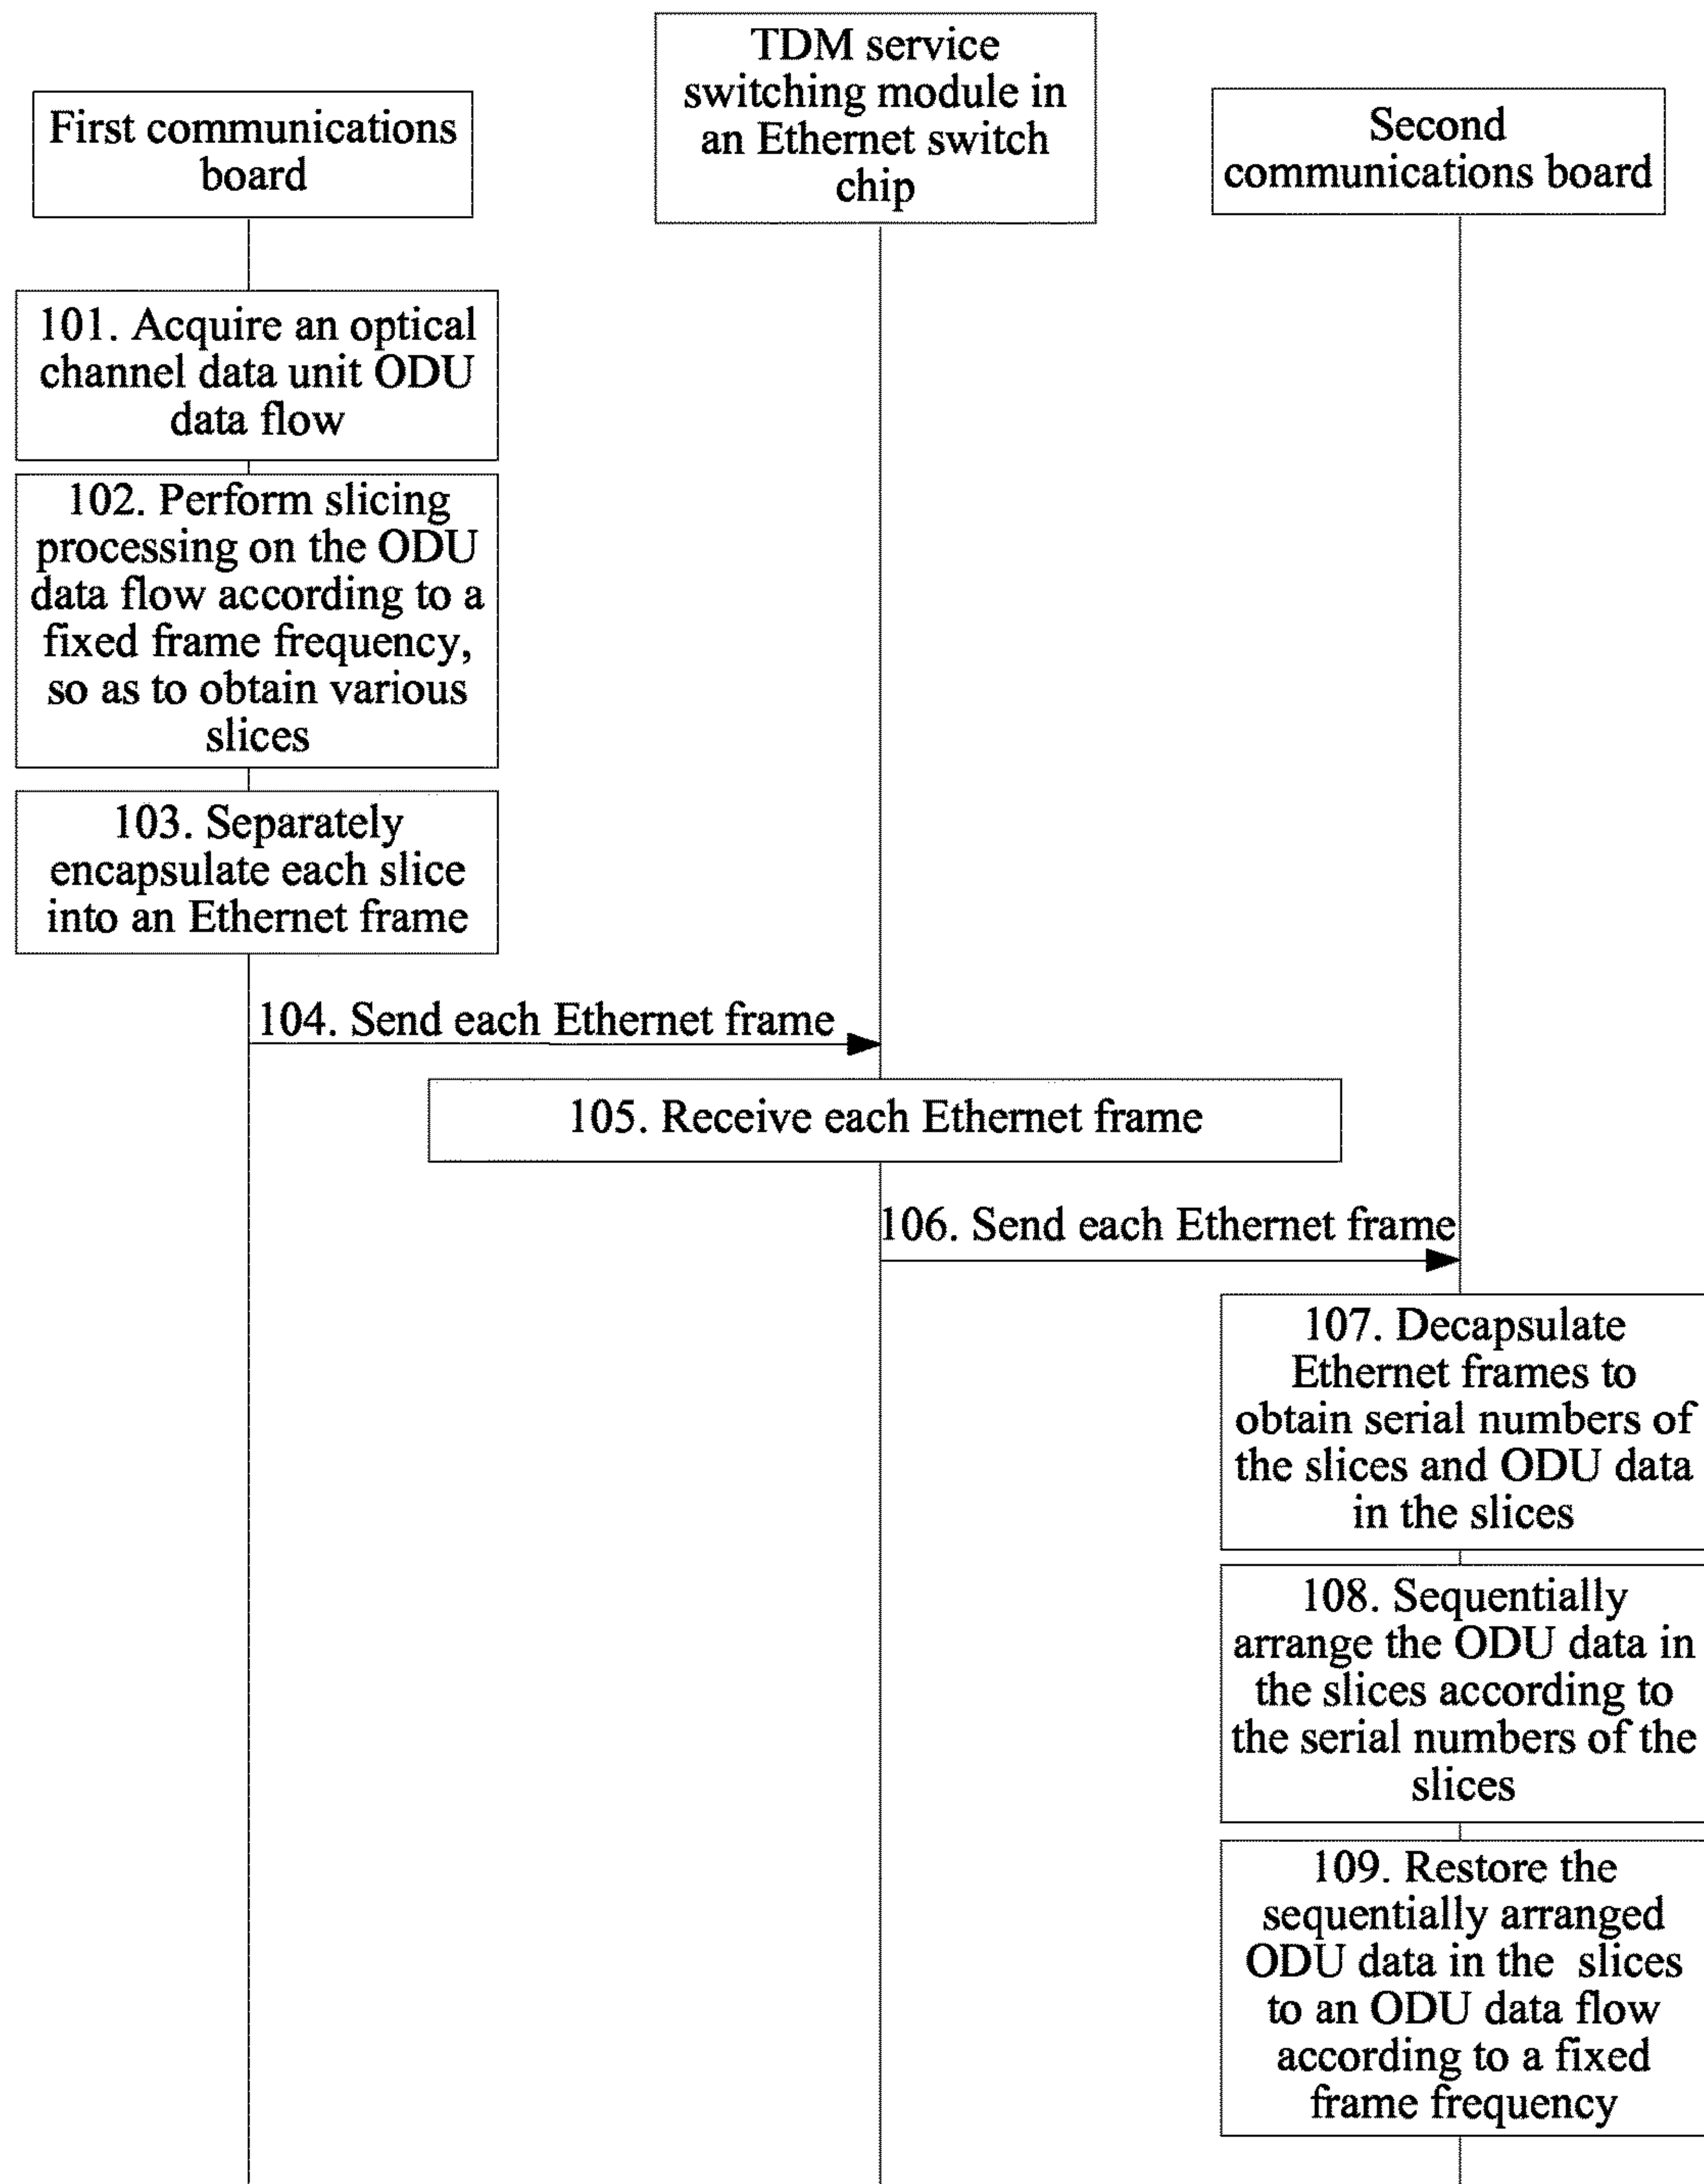 First communications
board
TDM service
switching module in
an Ethernet switch
chip
Second
communications board
101. Acquire an optical
channel data unit ODU
data flow
102. Perform slicing
processing on the ODU
data flow according to a
fixed frame frequency,
so as to obtain various
slices
103. Separately
encapsulate each slice
into an Ethernet frame
104. Send each Ethernet frame
105. Receive each Ethernet frame
106. Send each Ethernet frame
107. Decapsulate
Ethernet frames to
obtain serial numbers of
the slices and ODU data
in the slices
108. Sequentially
arrange the ODU data in
the slices according to
the serial numbers of the
slices
109. Restore the
sequentially arranged
ODU data in the slices
to an ODU data flow
according to a fixed
frame frequency